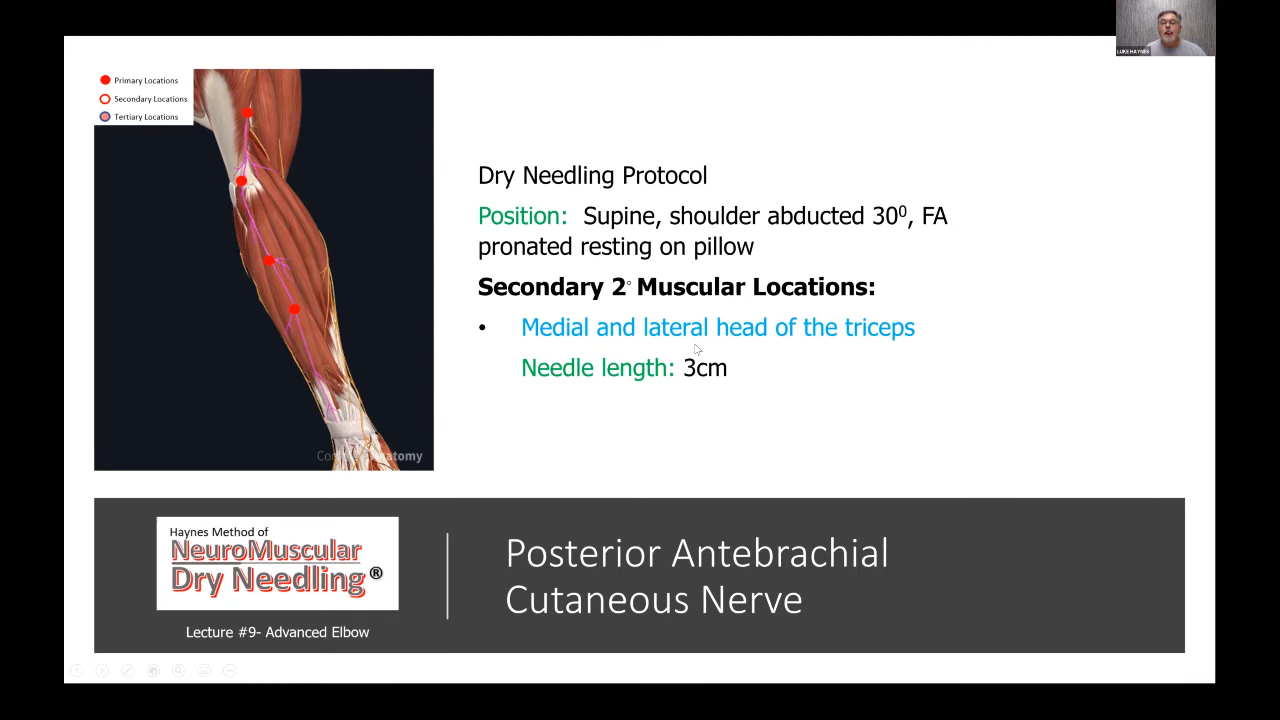 LUKE HAYNES
Primary Locations
Secondary Locations
Tertiary Locations
Dry Needling Protocol
Position: Supine, shoulder abducted 30⁰, FA
pronated resting on pillow
Secondary 2° Muscular Locations:
• Medial and lateral head of the triceps
Needle length: 3cm
Haynes Method of
NeuroMuscular
Dry Needling®
Lecture #9- Advanced Elbow
Posterior Antebrachial
Cutaneous Nerve